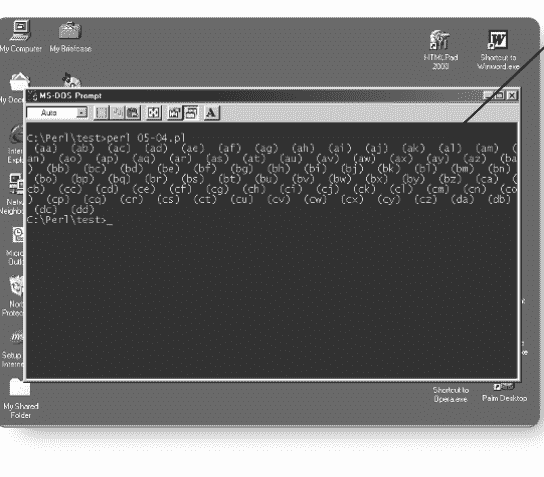 My Computer
My Briefcase
HTMLPad
2000
Shortcut to
Winword.exe
MS-DOS Prompt
Auto
A
C:\Perl\test>perl 05-04.pl
(aa) (ab) (ac) (ad) (ae) (af) (ag) (ah) (ai) (aj) (ak) (al) (am) (
an) (ao) (ap) (aq) (ar) (as) (at) (au) (av) (aw) (ax) (ay) (az) (ba
) (bb) (bc) (bd) (be) (bf) (bg) (bh) (bi) (bj) (bk) (bl) (bm) (bn)
(bo) (bp) (bq) (br) (bs) (bt) (bu) (bv) (bw) (bx) (by) (bz) (ca) (
cb) (cc) (cd) (ce) (cf) (cg) (ch) (ci) (cj) (ck) (cl) (cm) (cn) (co
) (cp) (cq) (cr) (cs) (ct) (cu) (cv) (cw) (cx) (cy) (cz) (da) (db)
(dc) (dd)
C:\Perl\test>_
Setup
Shortcut to
Opera.exe
Palm Desktop
My Shared
Folder